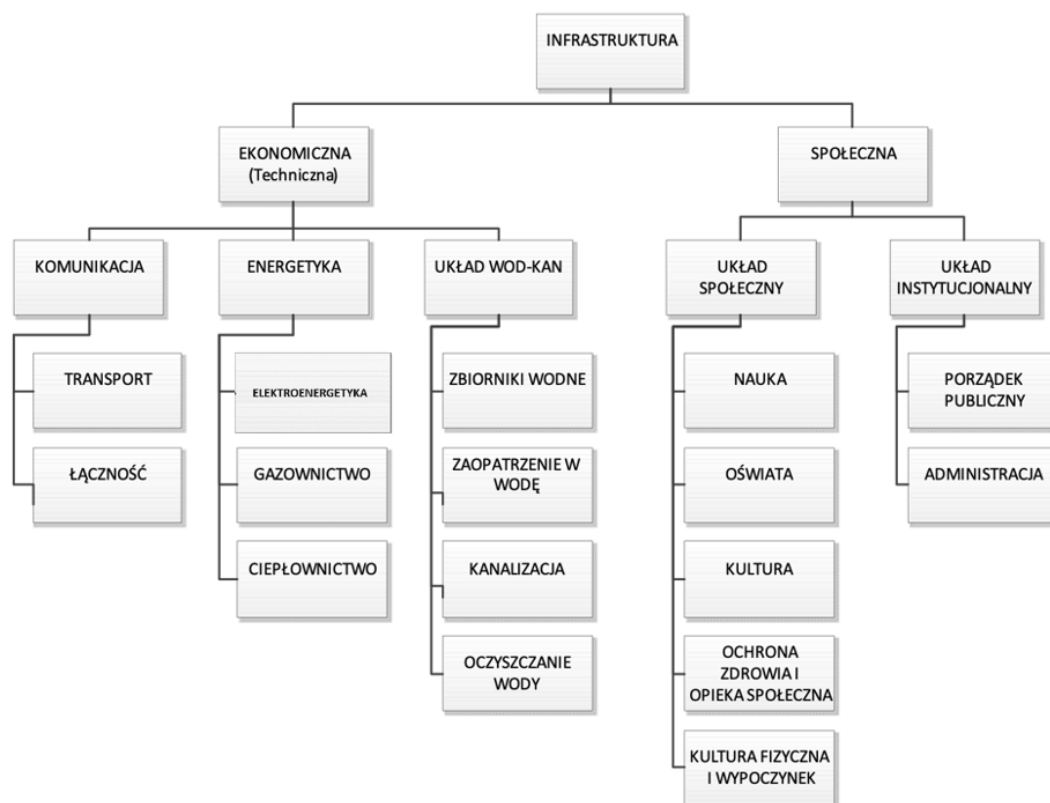 INFRASTRUKTURA
EKONOMICZNA
(Techniczna)
SPOŁECZNA
KOMUNIKACJA
ENERGETYKA
UKŁAD WOD-KAN
UKŁAD
SPOŁECZNY
UKŁAD
INSTYTUCJONALNY
TRANSPORT
ELEKTROENERGETYKA
ZBIORNIKI WODNE
NAUKA
PORZĄDEK
PUBLICZNY
ŁĄCZNOŚĆ
GAZOWNICTWO
ZAOPATRZENIE W
WODĘ
OŚWIATA
ADMINISTRACJA
CIEPŁOWNICTWO
KANALIZACJA
KULTURA
OCZYSZCZANIE
WODY
OCHRONA
ZDROWIA I
OPIEKA SPOŁECZNA
KULTURA FIZYCZNA
I WYPOCZYNEK